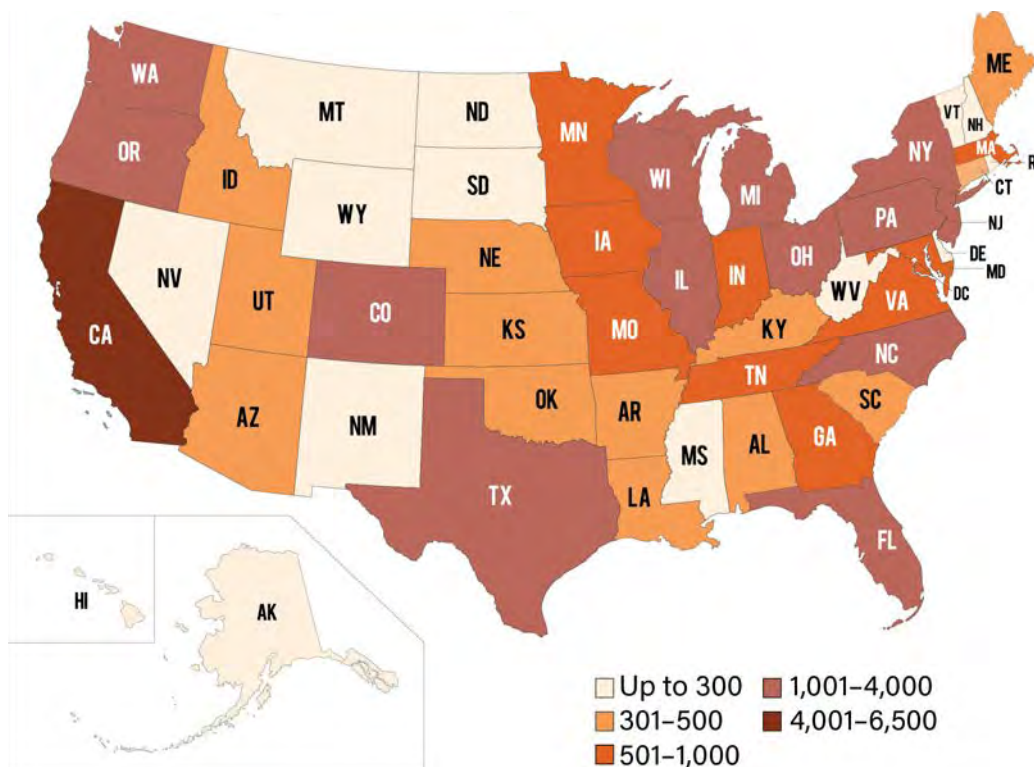 WA
MT
ND
MN
ME
VT
NH
OR
ID
SD
WI
MI
NY
MA
R
CT
WY
IA
PA
NJ
NE
NV
UT
CO
IL
IN
OH
DE
MD
DC
WV
VA
CA
KS
MO
KY
NC
TN
AZ
NM
OK
AR
SC
MS
AL
GA
TX
LA
FL
HI
AK
Up to 300
301–500
501–1,000
1,001–4,000
4,001–6,500